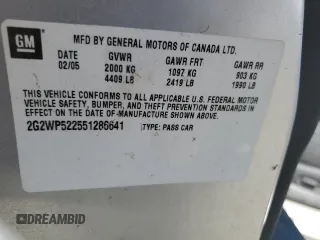 GM
MFD BY GENERAL MOTORS OF CANADA LTD.
DATE GVWR GAWR FRT GAWR RR
02/05 2000 KG 1097 KG 903 KG
4409 LB 2419 LB 1990 LB
THIS VEHICLE CONFORMS TO ALL APPLICABLE U.S. FEDERAL MOTOR
VEHICLE SAFETY, BUMPER, AND THEFT PREVENTION STANDARDS IN
EFFECT ON THE DATE OF MANUFACTURE SHOWN ABOVE.
2G2WP522551286641 TYPE: PASS CAR
DREAMBID